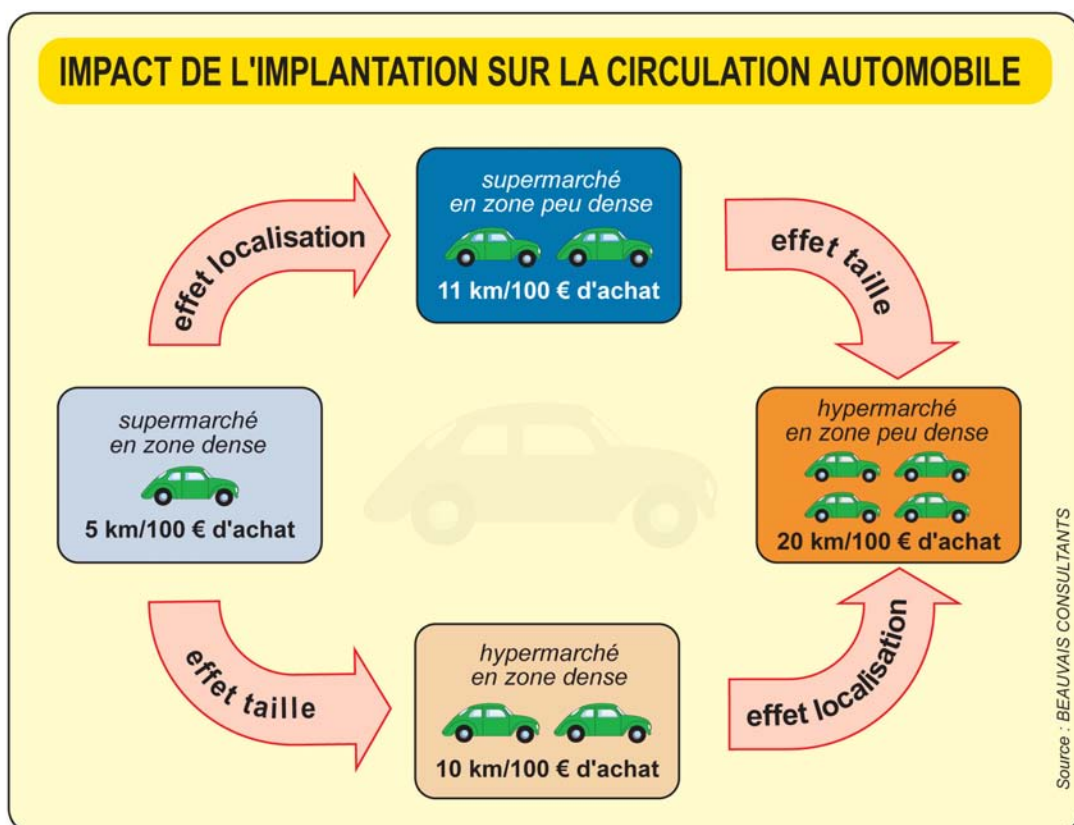 IMPACT DE L'IMPLANTATION SUR LA CIRCULATION AUTOMOBILE
effet localisation
supermarché
en zone peu dense
11 km/100 € d'achat
effet taille
supermarché
en zone dense
5 km/100 € d'achat
hypermarché
en zone peu dense
20 km/100 € d'achat
effet taille
hypermarché
en zone dense
10 km/100 € d'achat
effet localisation
Source : BEAUVAIS CONSULTANTS